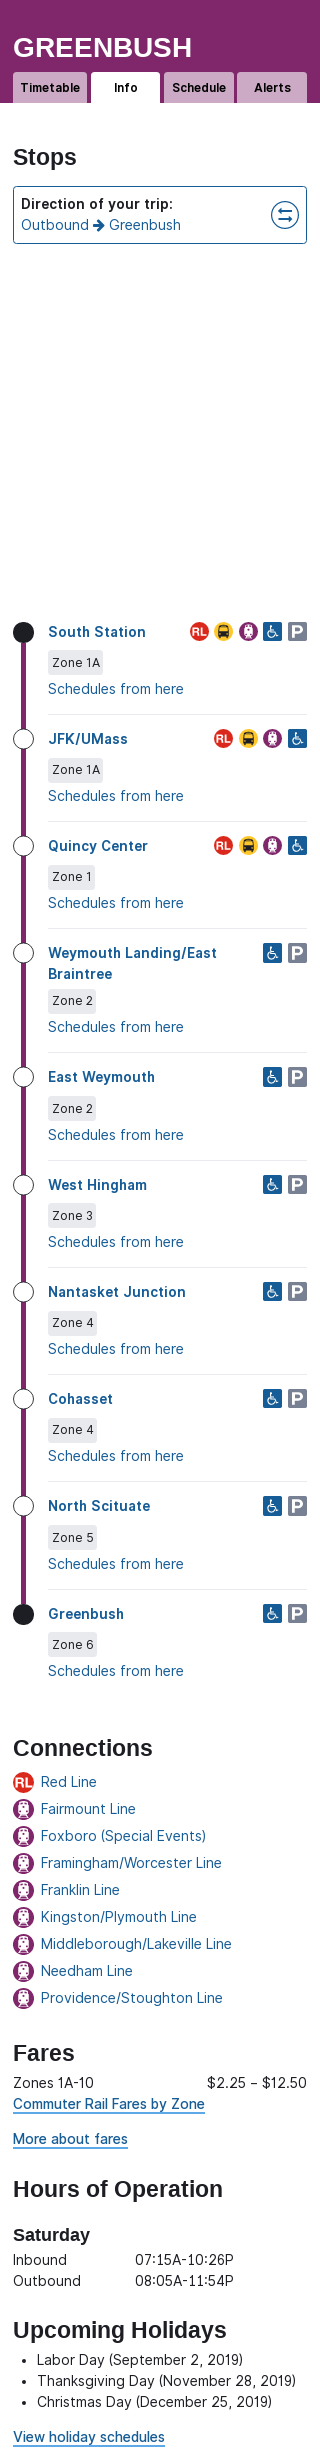 GREENBUSH
Timetable Info Schedule Alerts
Stops
Direction of your trip:
Outbound Greenbush
South Station RL
Zone 1A
Schedules from here
JFK/UMass RL
Zone 1A
Schedules from here
Quincy Center RL
Zone 1
Schedules from here
Weymouth Landing/East P
Braintree
Zone 2
Schedules from here
East Weymouth P
Zone 2
Schedules from here
West Hingham P
Zone 3
Schedules from here
Nantasket Junction P
Zone 4
Schedules from here
Cohasset P
Zone 4
Schedules from here
North Scituate P
Zone 5
Schedules from here
Greenbush P
Zone 6
Schedules from here
Connections
RL Red Line
Fairmount Line
Foxboro (Special Events)
Framingham/Worcester Line
Franklin Line
Kingston/Plymouth Line
Middleborough/Lakeville Line
Needham Line
Providence/Stoughton Line
Fares
Zones 1A-10 $2.25 – $12.50
Commuter Rail Fares by Zone
More about fares
Hours of Operation
Saturday
Inbound 07:15A-10:26P
Outbound 08:05A-11:54P
Upcoming Holidays
• Labor Day (September 2, 2019)
• Thanksgiving Day (November 28, 2019)
• Christmas Day (December 25, 2019)
View holiday schedules